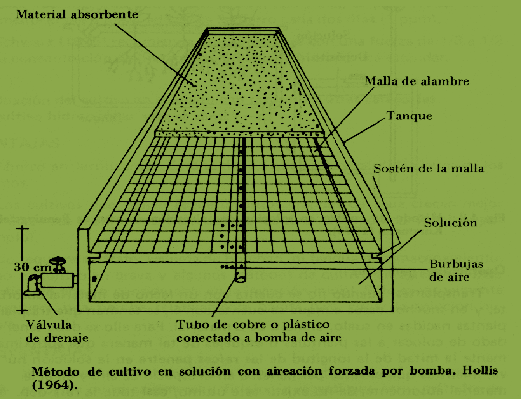 Material absorbente
Malla de alambre
Tanque
Sostén de la malla
Solución
30 cm
Burbujas
de aire
Válvula
de drenaje
Tubo de cobre o plástico
conectado a bomba de aire
Método de cultivo en solución con aireación forzada por bomba. Hollis
(1964).